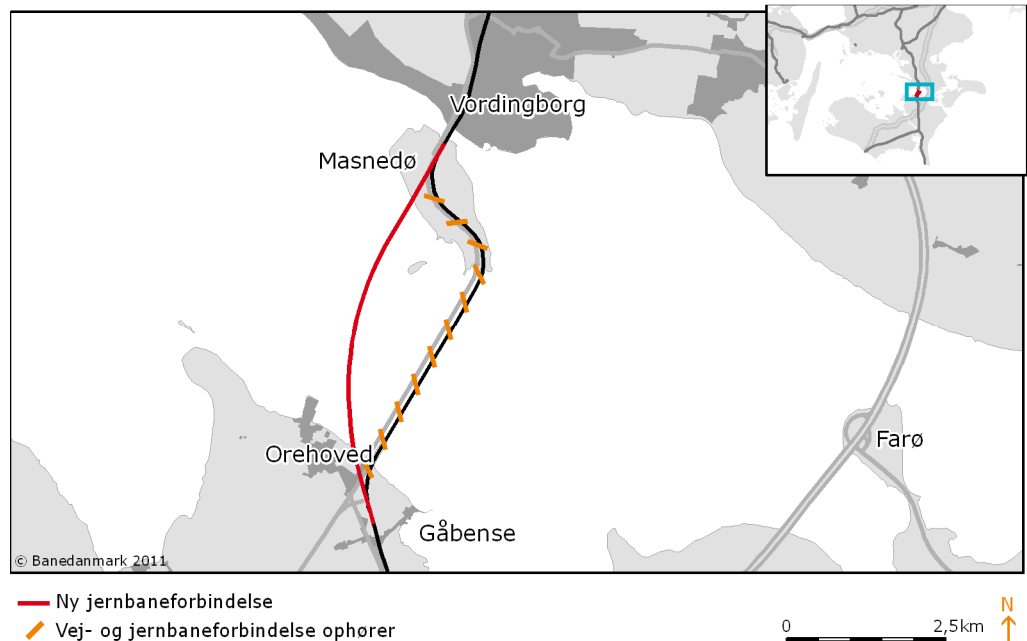 Vordingborg
Masnedø
Orehoved
Farø
Gåbense
© Banedanmark 2011
Ny jernbaneforbindelse
Vej- og jernbaneforbindelse ophører
0 2,5km
N